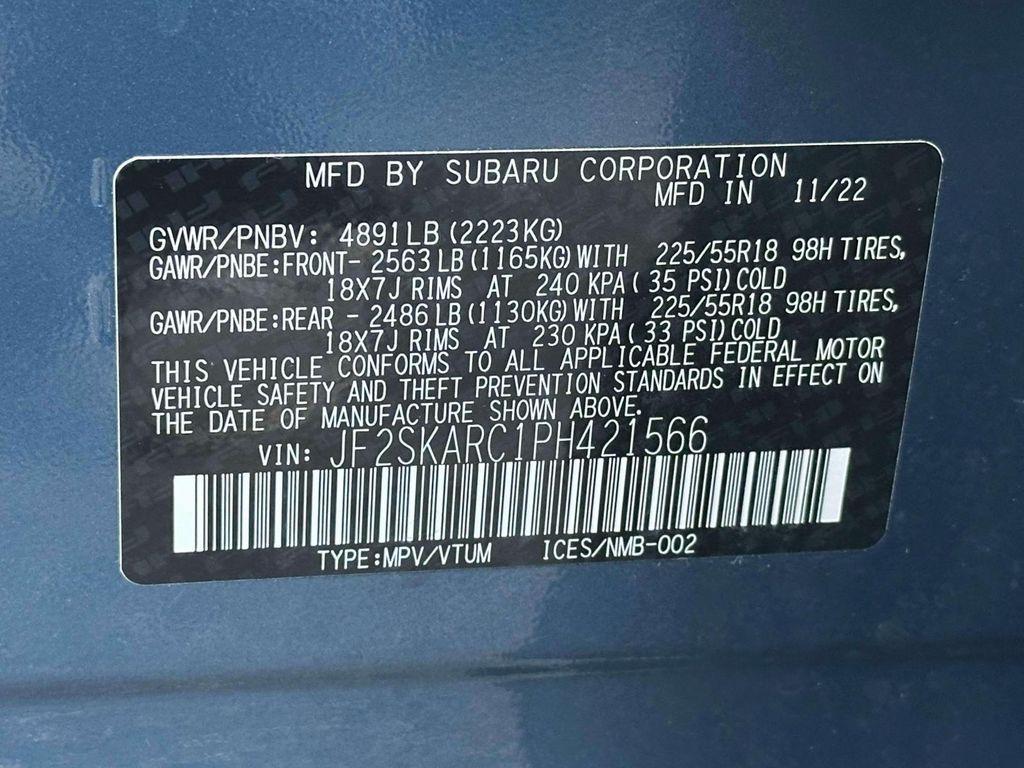 MFD BY SUBARU CORPORATION
MFD IN 11/22
GVWR/PNBV: 4891LB (2223KG)
GAWR/PNBE:FRONT- 2563 LB (1165KG) WITH 225/55R18 98H TIRES,
18X7J RIMS AT 240 KPA( 35 PSI) COLD
GAWR/PNBE:REAR - 2486 LB (1130KG) WITH 225/55R18 98H TIRES,
18X7J RIMS AT 230 KPA( 33 PSI) COLD
THIS VEHICLE CONFORMS TO ALL APPLICABLE FEDERAL MOTOR
VEHICLE SAFETY AND THEFT PREVENTION STANDARDS IN EFFECT ON
THE DATE OF MANUFACTURE SHOWN ABOVE.
VIN: JF2SKARC1PH421566
TYPE:MPV/VTUM ICES/NMB-002